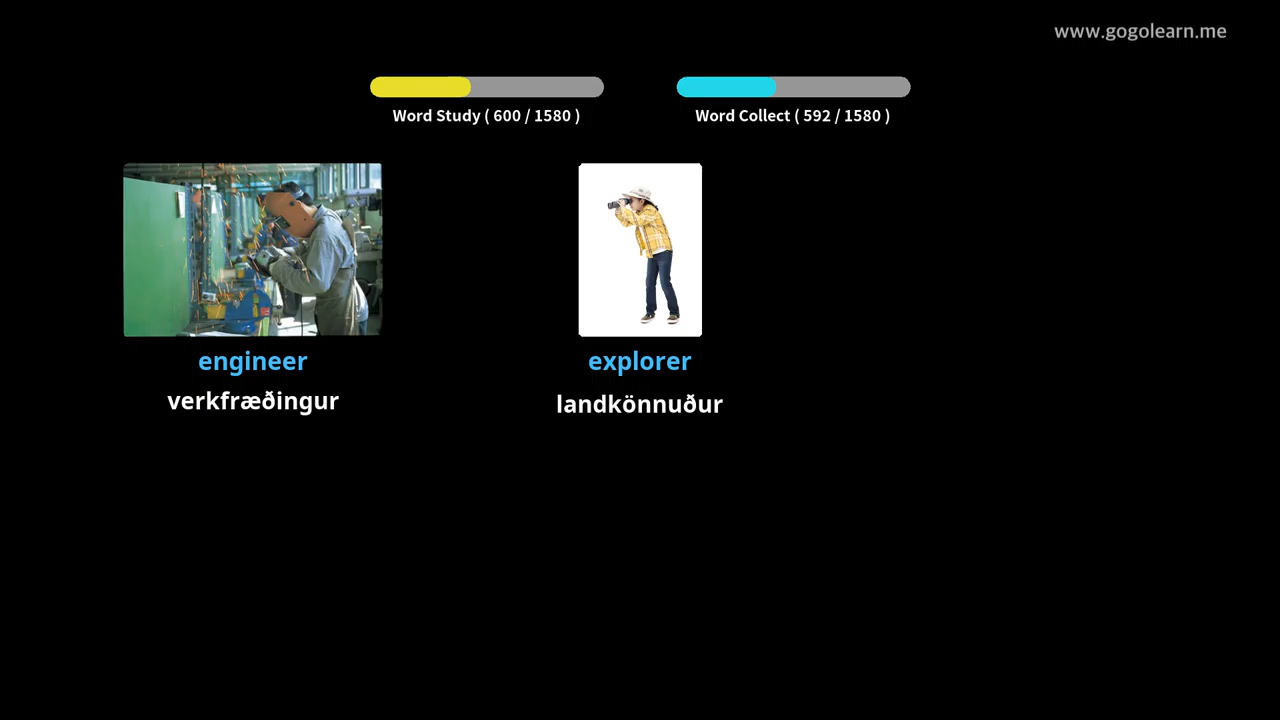 www.gogolearn.me
Word Study ( 600 / 1580 )
Word Collect ( 592 / 1580 )
engineer
verkfræðingur
explorer
landkönnuður